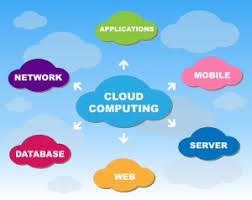 APPLICATIONS
NETWORK
MOBILE
CLOUD
COMPUTING
DATABASE
SERVER
WEB